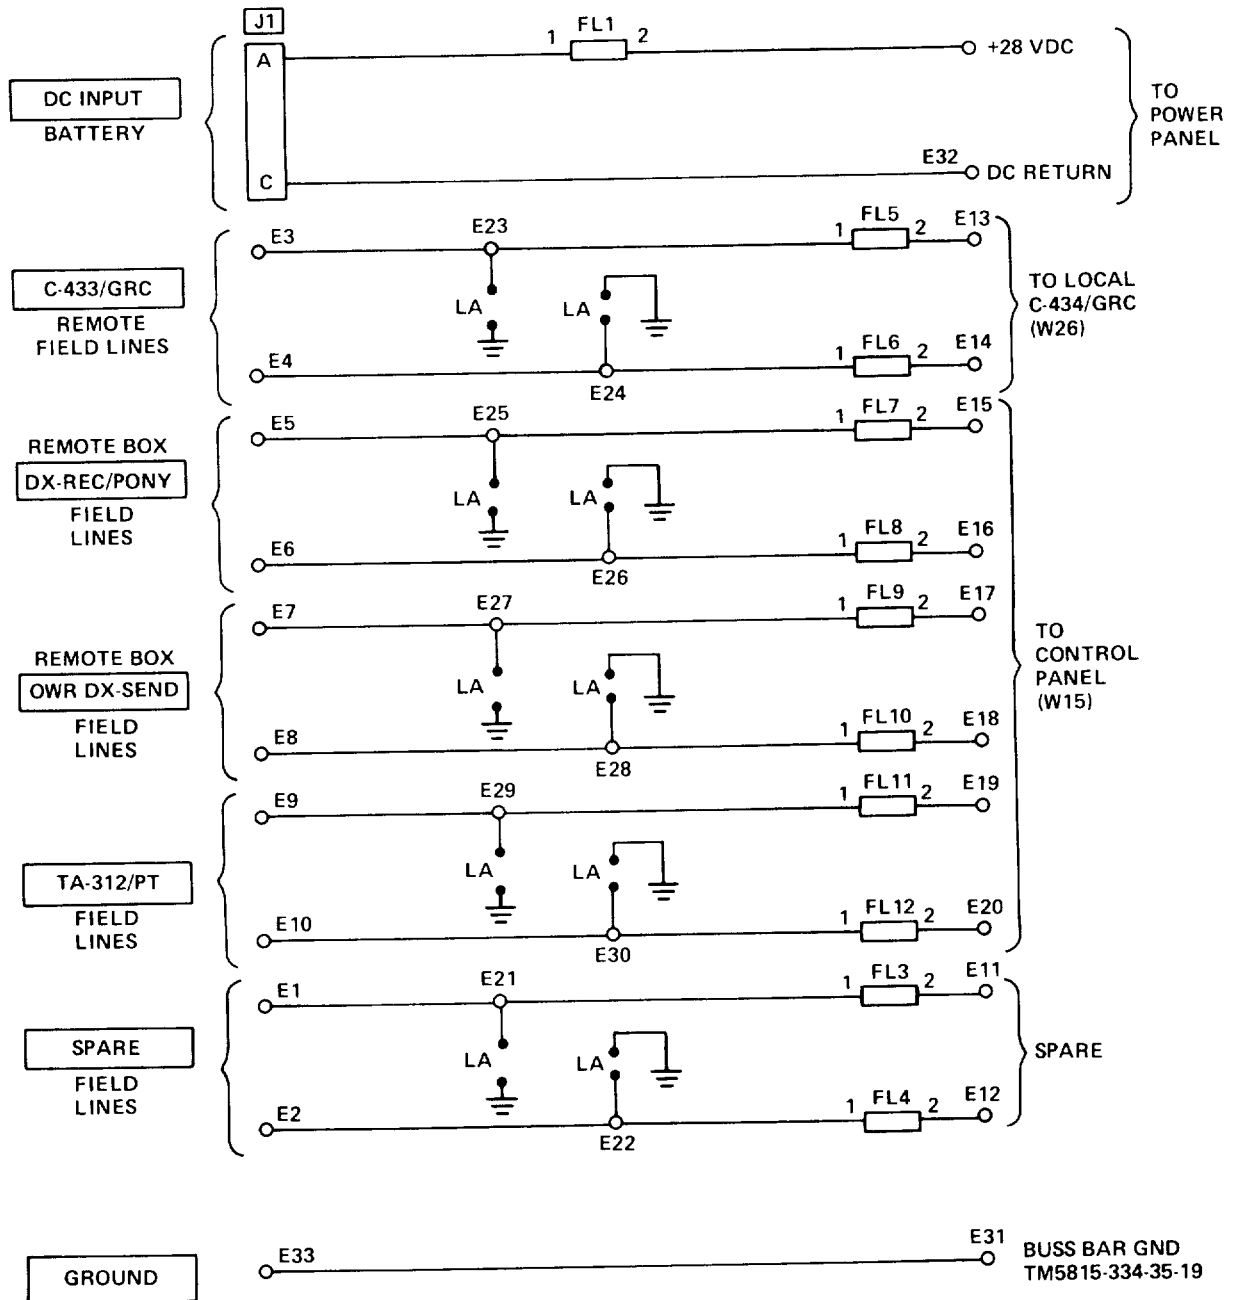 J1
FL1
1
2
A
+28 VDC
DC INPUT
BATTERY
TO
POWER
PANEL
E32
C
DC RETURN
E3
E23
1
FL5
2
E13
C-433/GRC
REMOTE
FIELD LINES
LA
LA
TO LOCAL
C-434/GRC
(W26)
E4
E24
1
FL6
2
E14
E5
E25
1
FL7
2
E15
REMOTE BOX
DX-REC/PONY
FIELD
LINES
LA
LA
E6
E26
1
FL8
2
E16
E7
E27
1
FL9
2
E17
REMOTE BOX
OWR DX-SEND
FIELD
LINES
LA
LA
TO
CONTROL
PANEL
(W15)
E8
E28
1
FL10
2
E18
E9
E29
1
FL11
2
E19
TA-312/PT
FIELD
LINES
LA
LA
E10
E30
1
FL12
2
E20
E1
E21
1
FL3
2
E11
SPARE
FIELD
LINES
LA
LA
SPARE
E2
E22
1
FL4
2
E12
GROUND
E33
E31
BUSS BAR GND
TM5815-334-35-19